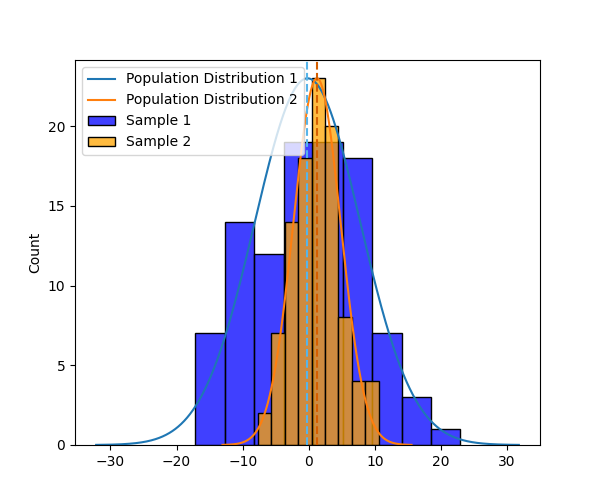 Population Distribution 1
Population Distribution 2
Sample 1
Sample 2
Count
20
15
10
5
0
−30 −20 −10 0 10 20 30